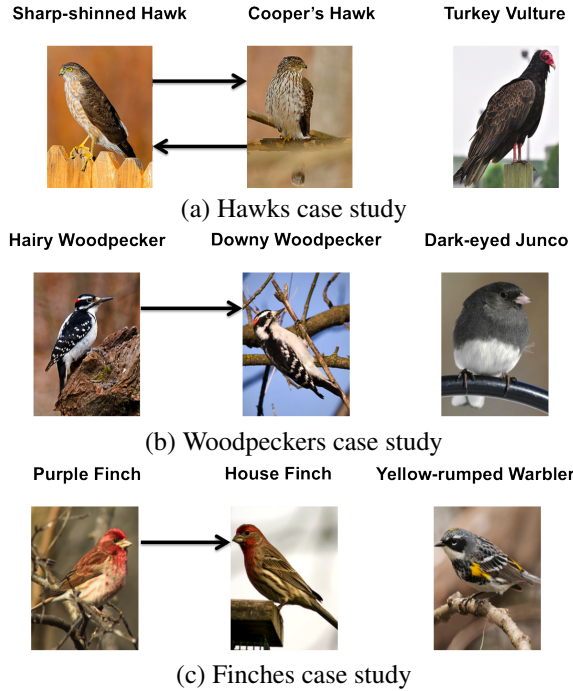 Sharp-shinned Hawk Cooper's Hawk Turkey Vulture
(a) Hawks case study
Hairy Woodpecker Downy Woodpecker Dark-eyed Junco
(b) Woodpeckers case study
Purple Finch House Finch Yellow-rumped Warbler
(c) Finches case study